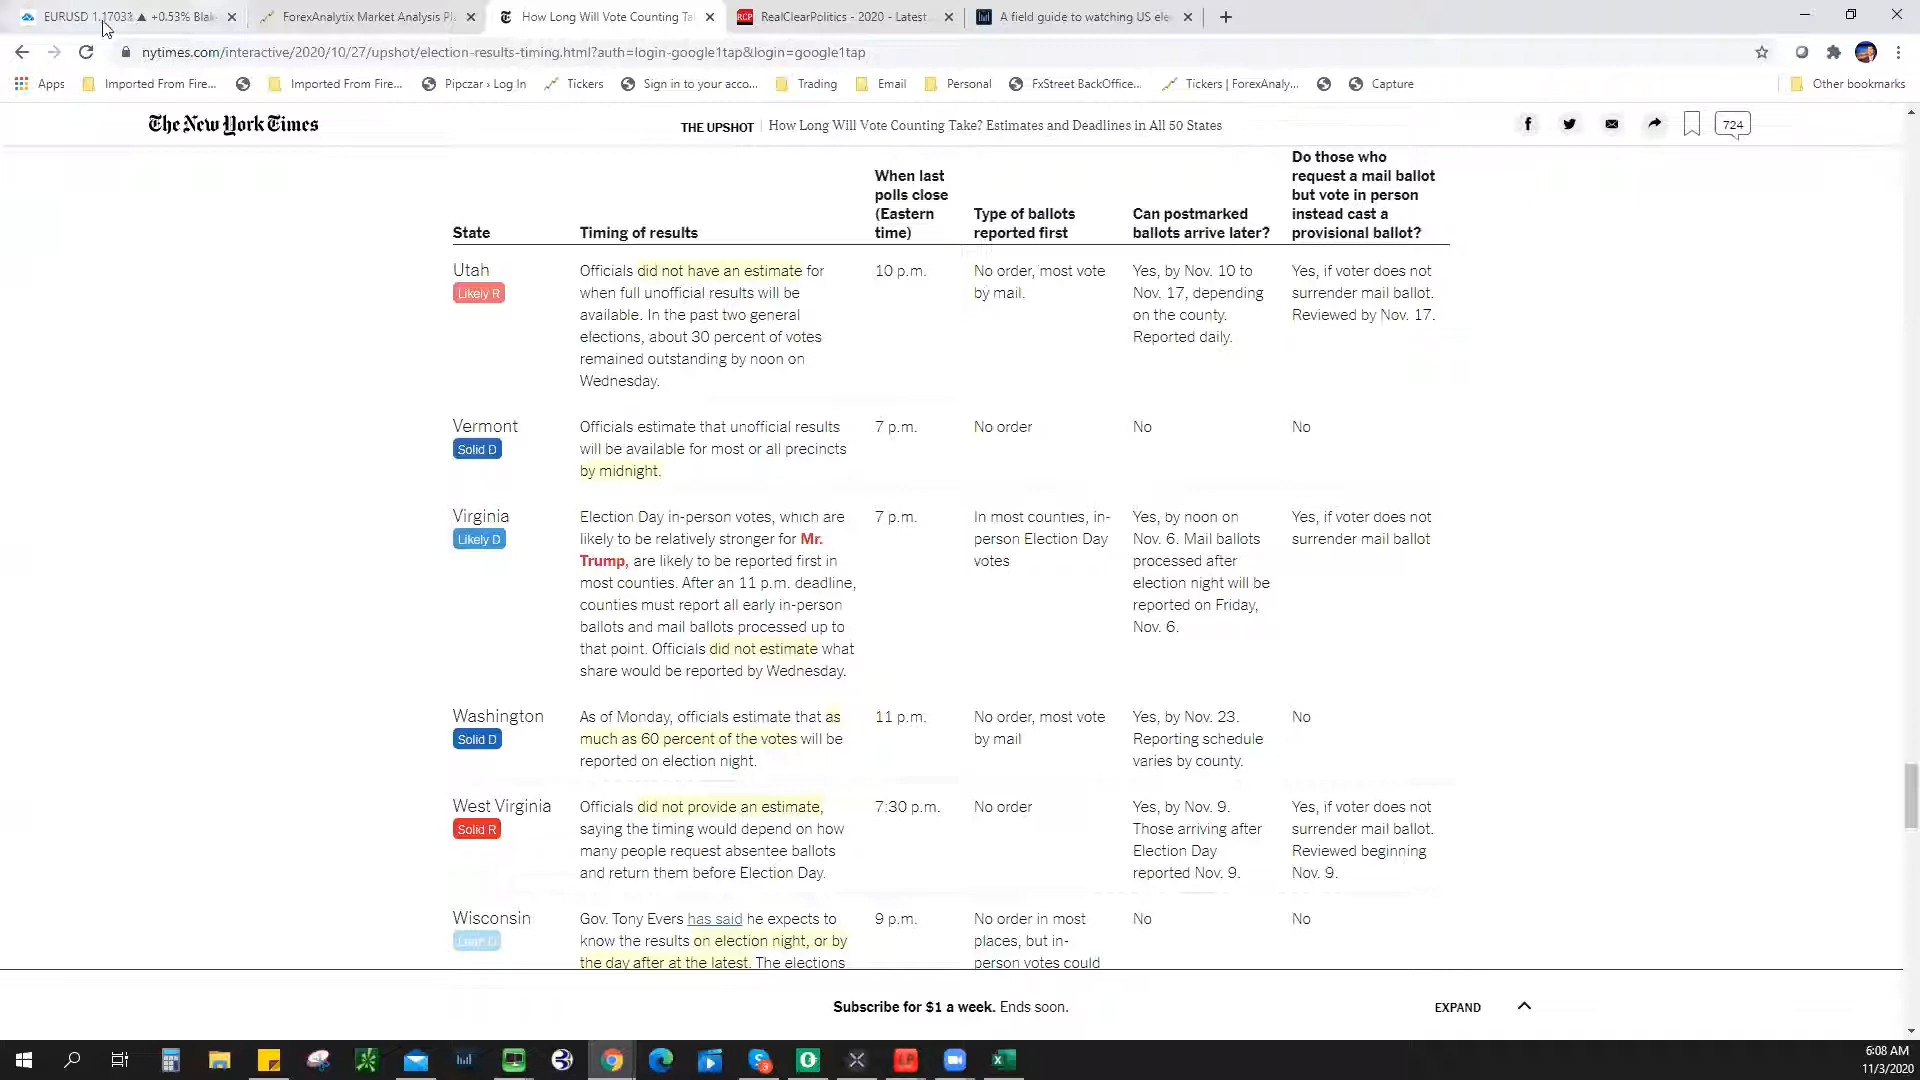 EURUSD 1.1703 ▲ +0.53% Blak
ForexAnalytix Market Analysis Pl
How Long Will Vote Counting Ta
RCP RealClearPolitics - 2020 - Latest
A field guide to watching US ele
nytimes.com/interactive/2020/10/27/upshot/election-results-timing.html?auth=login-google1tap&login=google1tap
Apps Imported From Fire... Imported From Fire... Pipczar › Log In Tickers Sign in to your acco... Trading Email Personal FxStreet BackOffice... Tickers | ForexAnaly... Capture Other bookmarks
The New York Times THE UPSHOT | How Long Will Vote Counting Take? Estimates and Deadlines in All 50 States 724
State
Timing of results
When last
polls close
(Eastern
time)
Type of ballots
reported first
Can postmarked
ballots arrive later?
Do those who
request a mail ballot
but vote in person
instead cast a
provisional ballot?
Utah
Likely R
Officials did not have an estimate for
when full unofficial results will be
available. In the past two general
elections, about 30 percent of votes
remained outstanding by noon on
Wednesday.
10 p.m.
No order, most vote
by mail.
Yes, by Nov. 10 to
Nov. 17, depending
on the county.
Reported daily.
Yes, if voter does not
surrender mail ballot.
Reviewed by Nov. 17.
Vermont
Solid D
Officials estimate that unofficial results
will be available for most or all precincts
by midnight.
7 p.m.
No order
No
No
Virginia
Likely D
Election Day in-person votes, which are
likely to be relatively stronger for Mr.
Trump, are likely to be reported first in
most counties. After an 11 p.m. deadline,
counties must report all early in-person
ballots and mail ballots processed up to
that point. Officials did not estimate what
share would be reported by Wednesday.
7 p.m.
In most counties, in-
person Election Day
votes
Yes, by noon on
Nov. 6. Mail ballots
processed after
election night will be
reported on Friday,
Nov. 6.
Yes, if voter does not
surrender mail ballot
Washington
Solid D
As of Monday, officials estimate that as
much as 60 percent of the votes will be
reported on election night.
11 p.m.
No order, most vote
by mail
Yes, by Nov. 23.
Reporting schedule
varies by county.
No
West Virginia
Solid R
Officials did not provide an estimate,
saying the timing would depend on how
many people request absentee ballots
and return them before Election Day.
7:30 p.m.
No order
Yes, by Nov. 9.
Those arriving after
Election Day
reported Nov. 9.
Yes, if voter does not
surrender mail ballot.
Reviewed beginning
Nov. 9.
Wisconsin
Lean D
Gov. Tony Evers has said he expects to
know the results on election night, or by
the day after at the latest. The elections
9 p.m.
No order in most
places, but in-
person votes could
No
No
Subscribe for $1 a week. Ends soon.
EXPAND
6:08 AM
11/3/2020